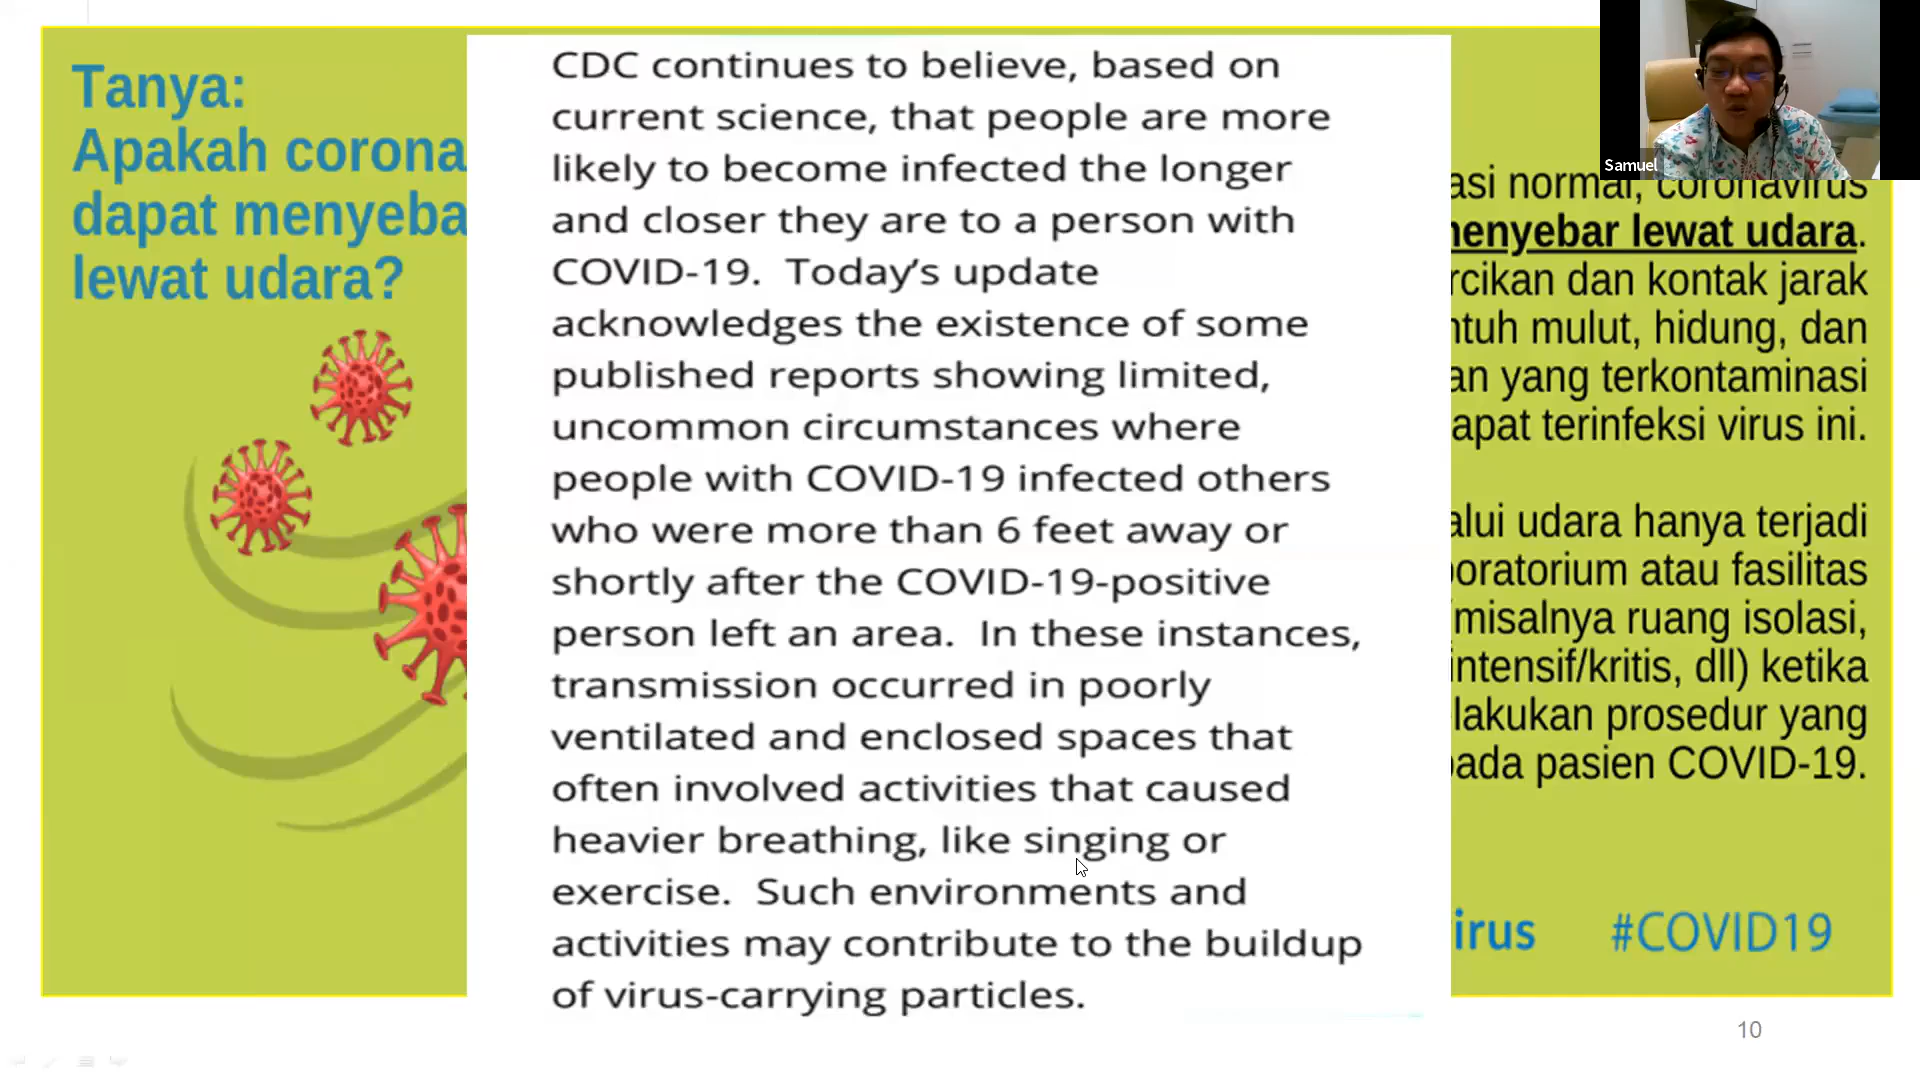 Tanya:
Apakah corona
dapat menyeba
lewat udara?
CDC continues to believe, based on
current science, that people are more
likely to become infected the longer
and closer they are to a person with
COVID-19.  Today’s update
acknowledges the existence of some
published reports showing limited,
uncommon circumstances where
people with COVID-19 infected others
who were more than 6 feet away or
shortly after the COVID-19-positive
person left an area.  In these instances,
transmission occurred in poorly
ventilated and enclosed spaces that
often involved activities that caused
heavier breathing, like singing or
exercise.  Such environments and
activities may contribute to the buildup
of virus-carrying particles.
Samuel
asi normal, coronavirus
menyebar lewat udara.
rcikan dan kontak jarak
ntuh mulut, hidung, dan
an yang terkontaminasi
apat terinfeksi virus ini.
alui udara hanya terjadi
boratorium atau fasilitas
(misalnya ruang isolasi,
intensif/kritis, dll) ketika
elakukan prosedur yang
pada pasien COVID-19.
irus #COVID19
10